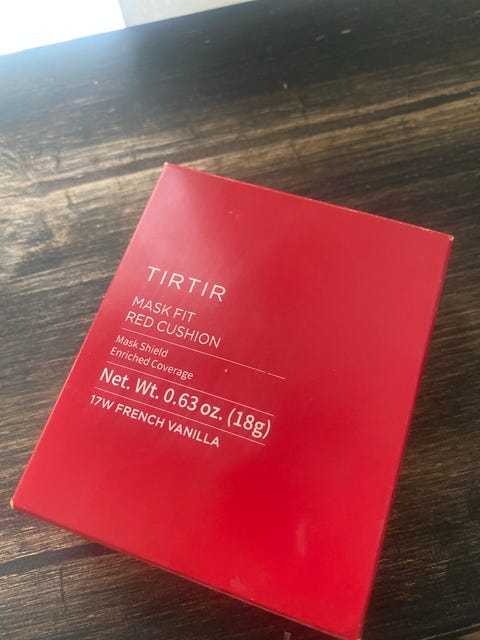 TIRTIR
MASK FIT
RED CUSHION
Mask Shield
Enriched Coverage
Net. Wt. 0.63 oz. (18g)
17W FRENCH VANILLA